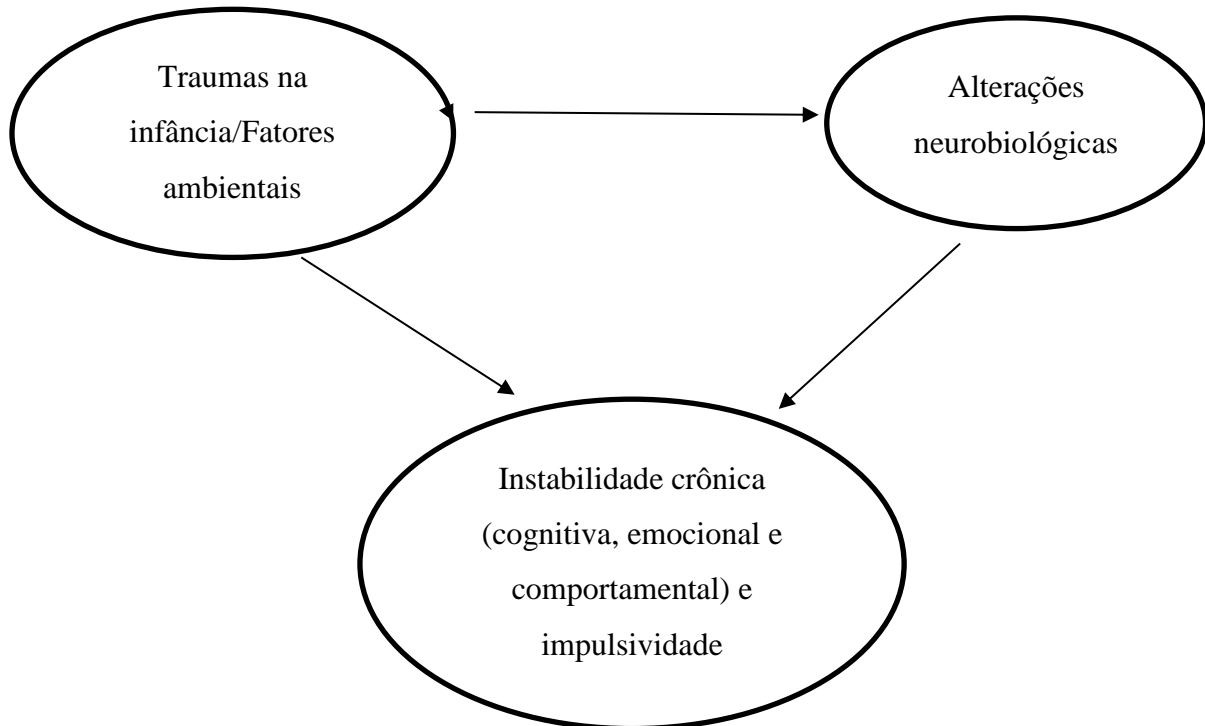 Traumas na
infância/Fatores
ambientais
Alterações
neurobiológicas
Instabilidade crônica
(cognitiva, emocional e
comportamental) e
impulsividade